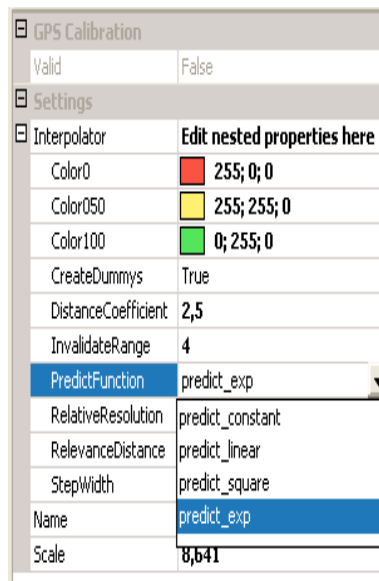 GPS Calibration
Valid False
Settings
Interpolator Edit nested properties here
Color0 255; 0; 0
Color050 255; 255; 0
Color100 0; 255; 0
CreateDummys True
DistanceCoefficient 2,5
InvalidateRange 4
PredictFunction predict_exp
RelativeResolution predict_constant
RelevanceDistance predict_linear
StepWidth predict_square
Name predict_exp
Scale 8,641